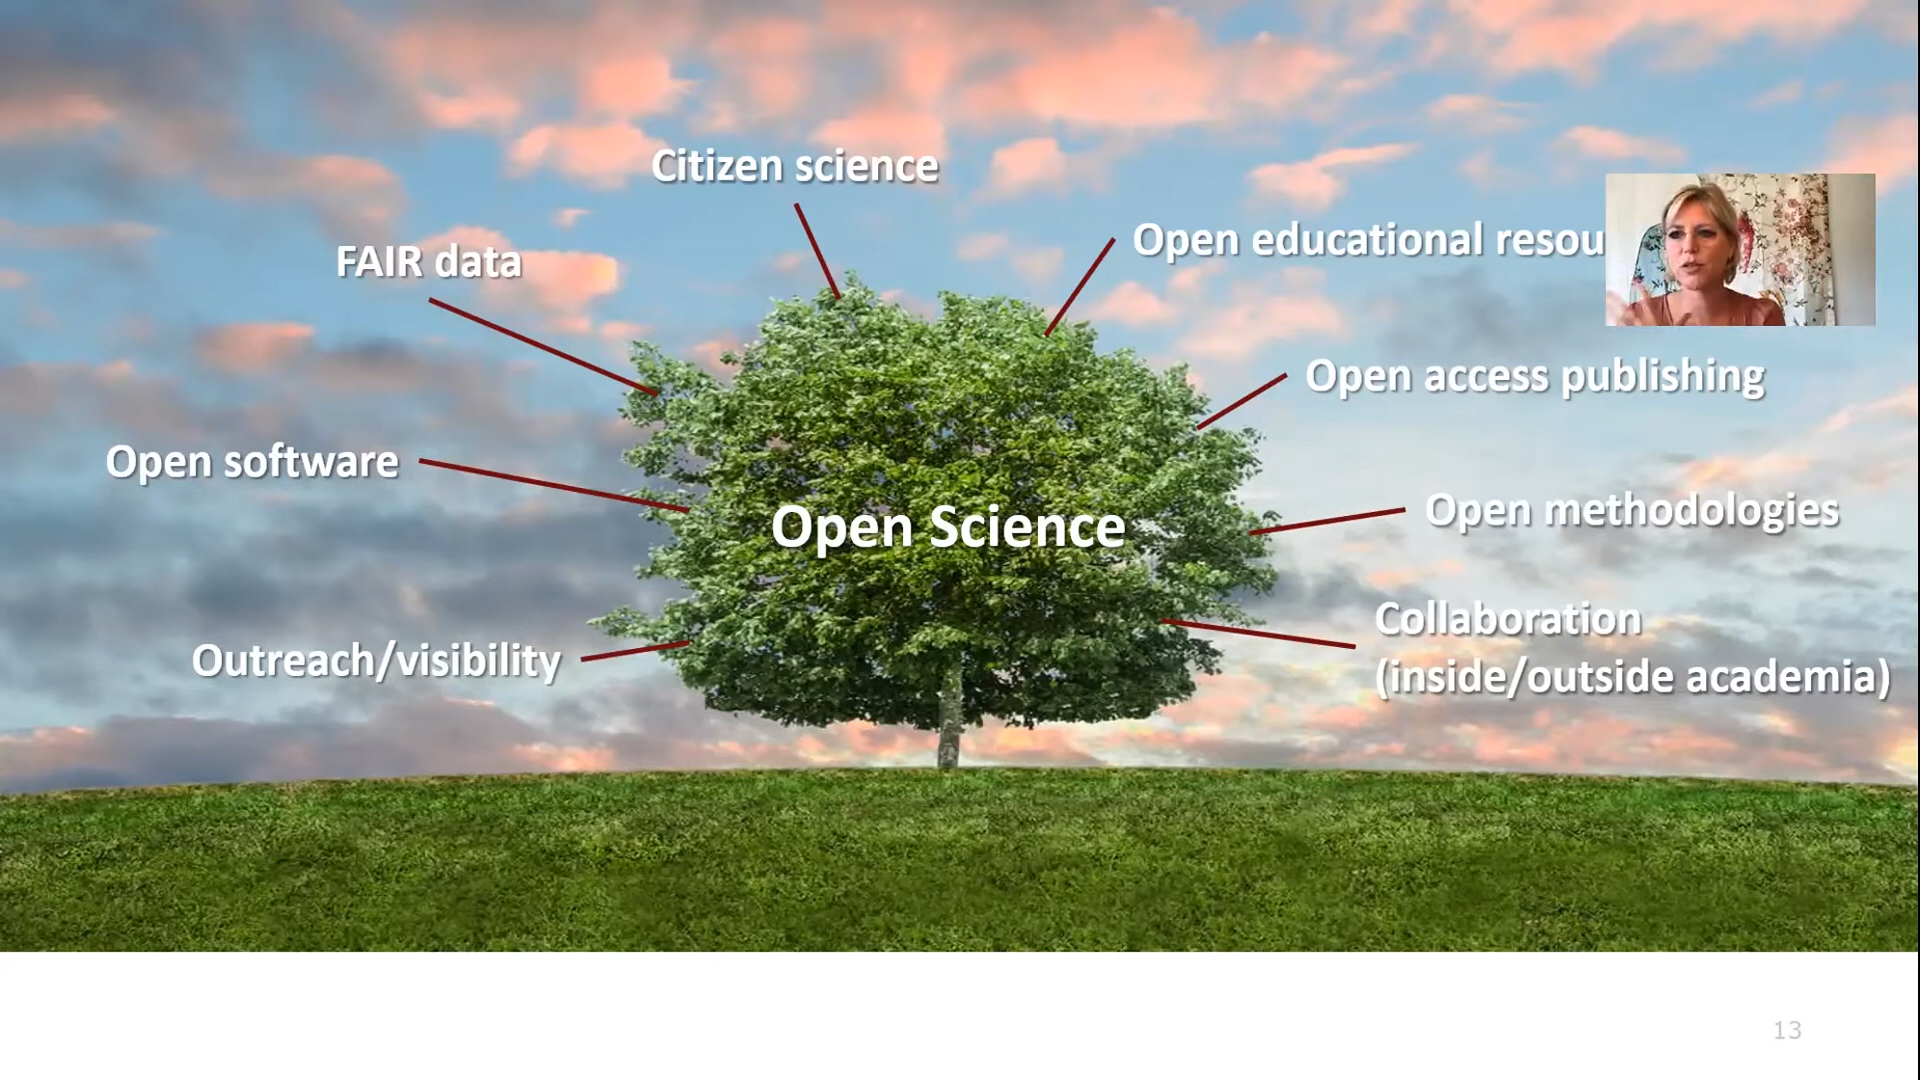 Citizen science
Open educational resou
FAIR data
Open access publishing
Open software
Open methodologies
Open Science
Collaboration
(inside/outside academia)
Outreach/visibility
13